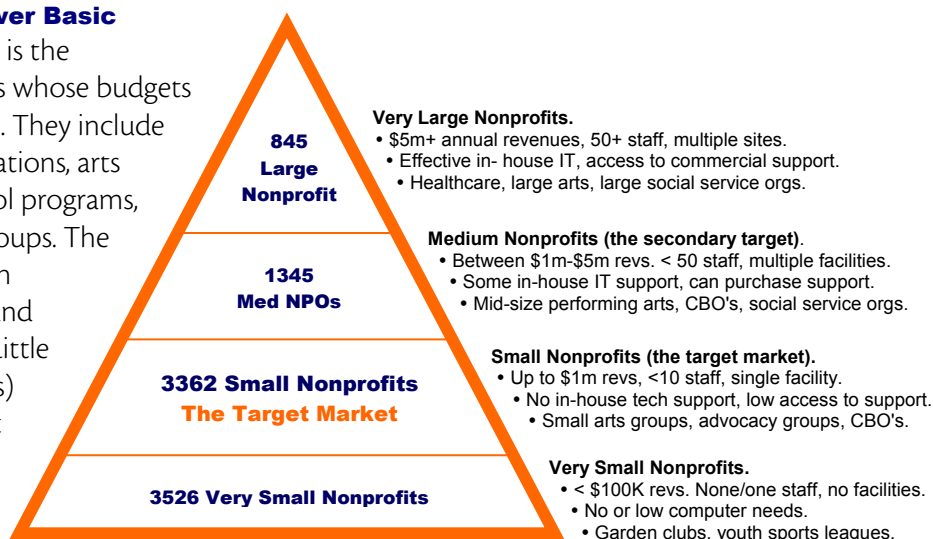 ver Basic
is the
s whose budgets
. They include
ations, arts
ol programs,
oups. The
n
nd
ittle
s)
845
Large
Nonprofit
1345
Med NPOs
3362 Small Nonprofits
The Target Market
3526 Very Small Nonprofits
Very Large Nonprofits.
• $5m+ annual revenues, 50+ staff, multiple sites.
• Effective in- house IT, access to commercial support.
• Healthcare, large arts, large social service orgs.
Medium Nonprofits (the secondary target).
• Between $1m-$5m revs. < 50 staff, multiple facilities.
• Some in-house IT support, can purchase support.
• Mid-size performing arts, CBO's, social service orgs.
Small Nonprofits (the target market).
• Up to $1m revs, <10 staff, single facility.
• No in-house tech support, low access to support.
• Small arts groups, advocacy groups, CBO's.
Very Small Nonprofits.
• < $100K revs. None/one staff, no facilities.
• No or low computer needs.
• Garden clubs, youth sports leagues.